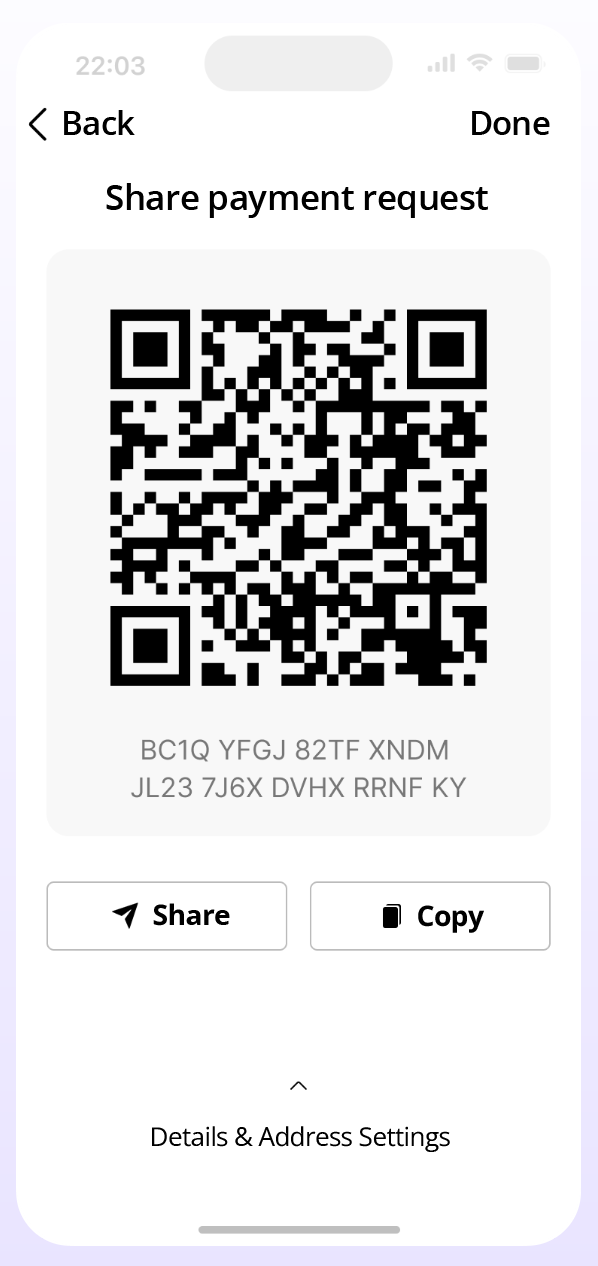 22:03
Back
Done
Share payment request
BC1Q YFGJ 82TF XNDM
JL23 7J6X DVHX RRNF KY
Share
Copy
Details & Address Settings